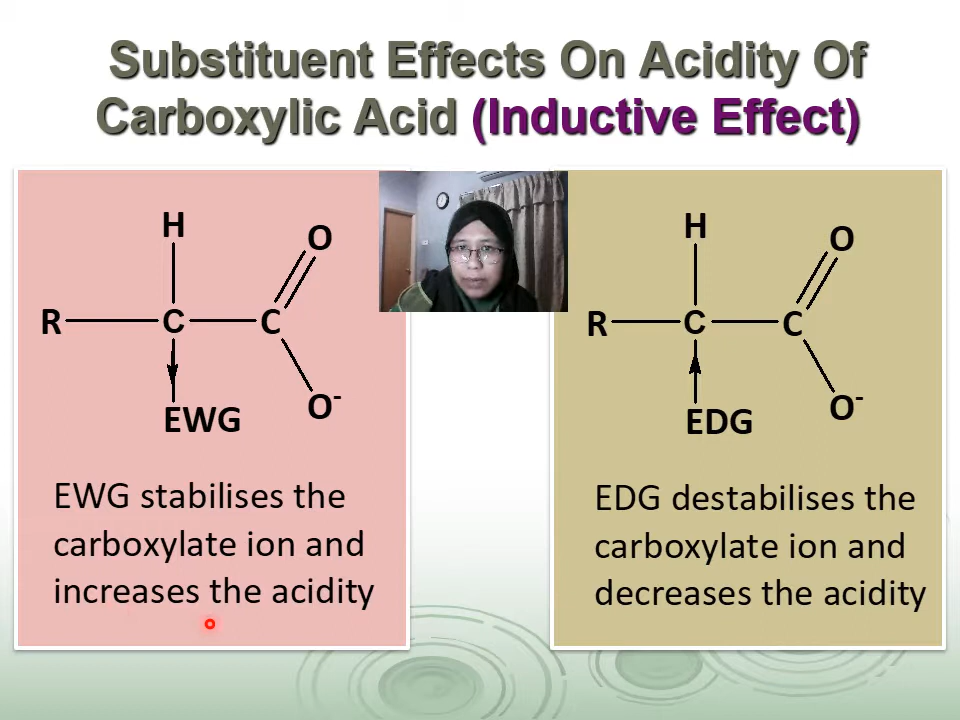 Substituent Effects On Acidity Of
Carboxylic Acid (Inductive Effect)
H
O
R
C
C
EWG
O-
EWG stabilises the
carboxylate ion and
increases the acidity
H
O
R
C
C
EDG
O-
EDG destabilises the
carboxylate ion and
decreases the acidity